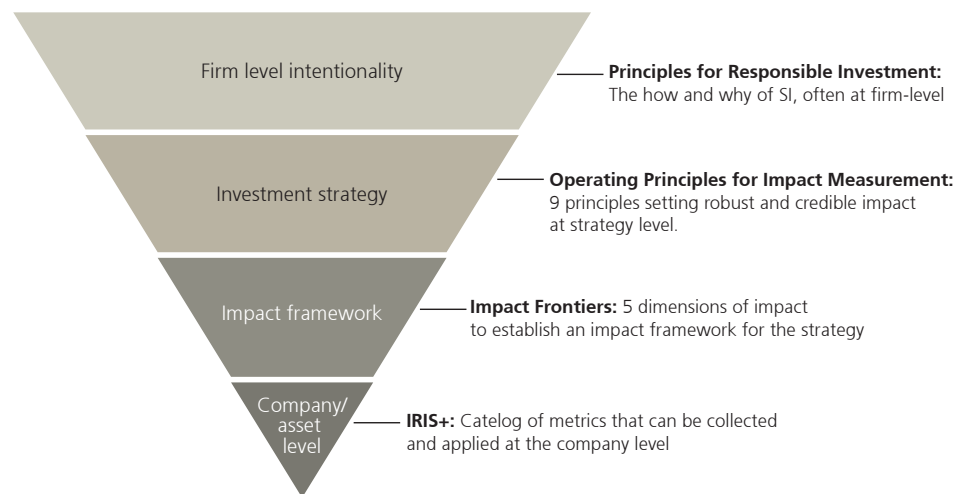 Firm level intentionality
Principles for Responsible Investment:
The how and why of SI, often at firm-level
Investment strategy
Operating Principles for Impact Measurement:
9 principles setting robust and credible impact
at strategy level.
Impact framework
Impact Frontiers: 5 dimensions of impact
to establish an impact framework for the strategy
Company/
asset
level
IRIS+: Catelog of metrics that can be collected
and applied at the company level